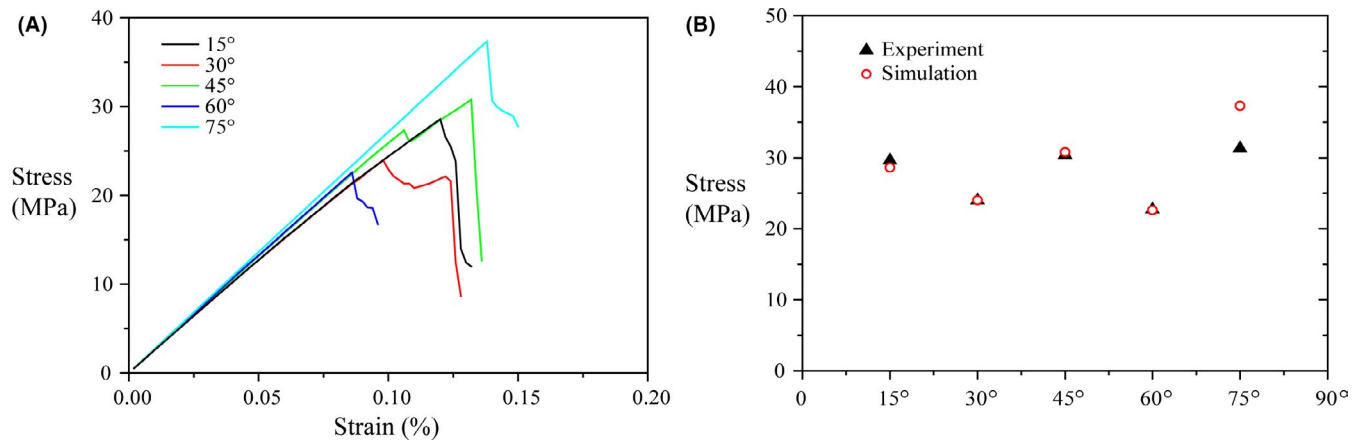 (A)
40
30
20
10
0
Stress
(MPa)
15°
30°
45°
60°
75°
0.00 0.05 0.10 0.15 0.20
Strain (%)
(B)
50
40
30
20
10
0
Stress
(MPa)
Experiment
Simulation
0 15° 30° 45° 60° 75° 90°